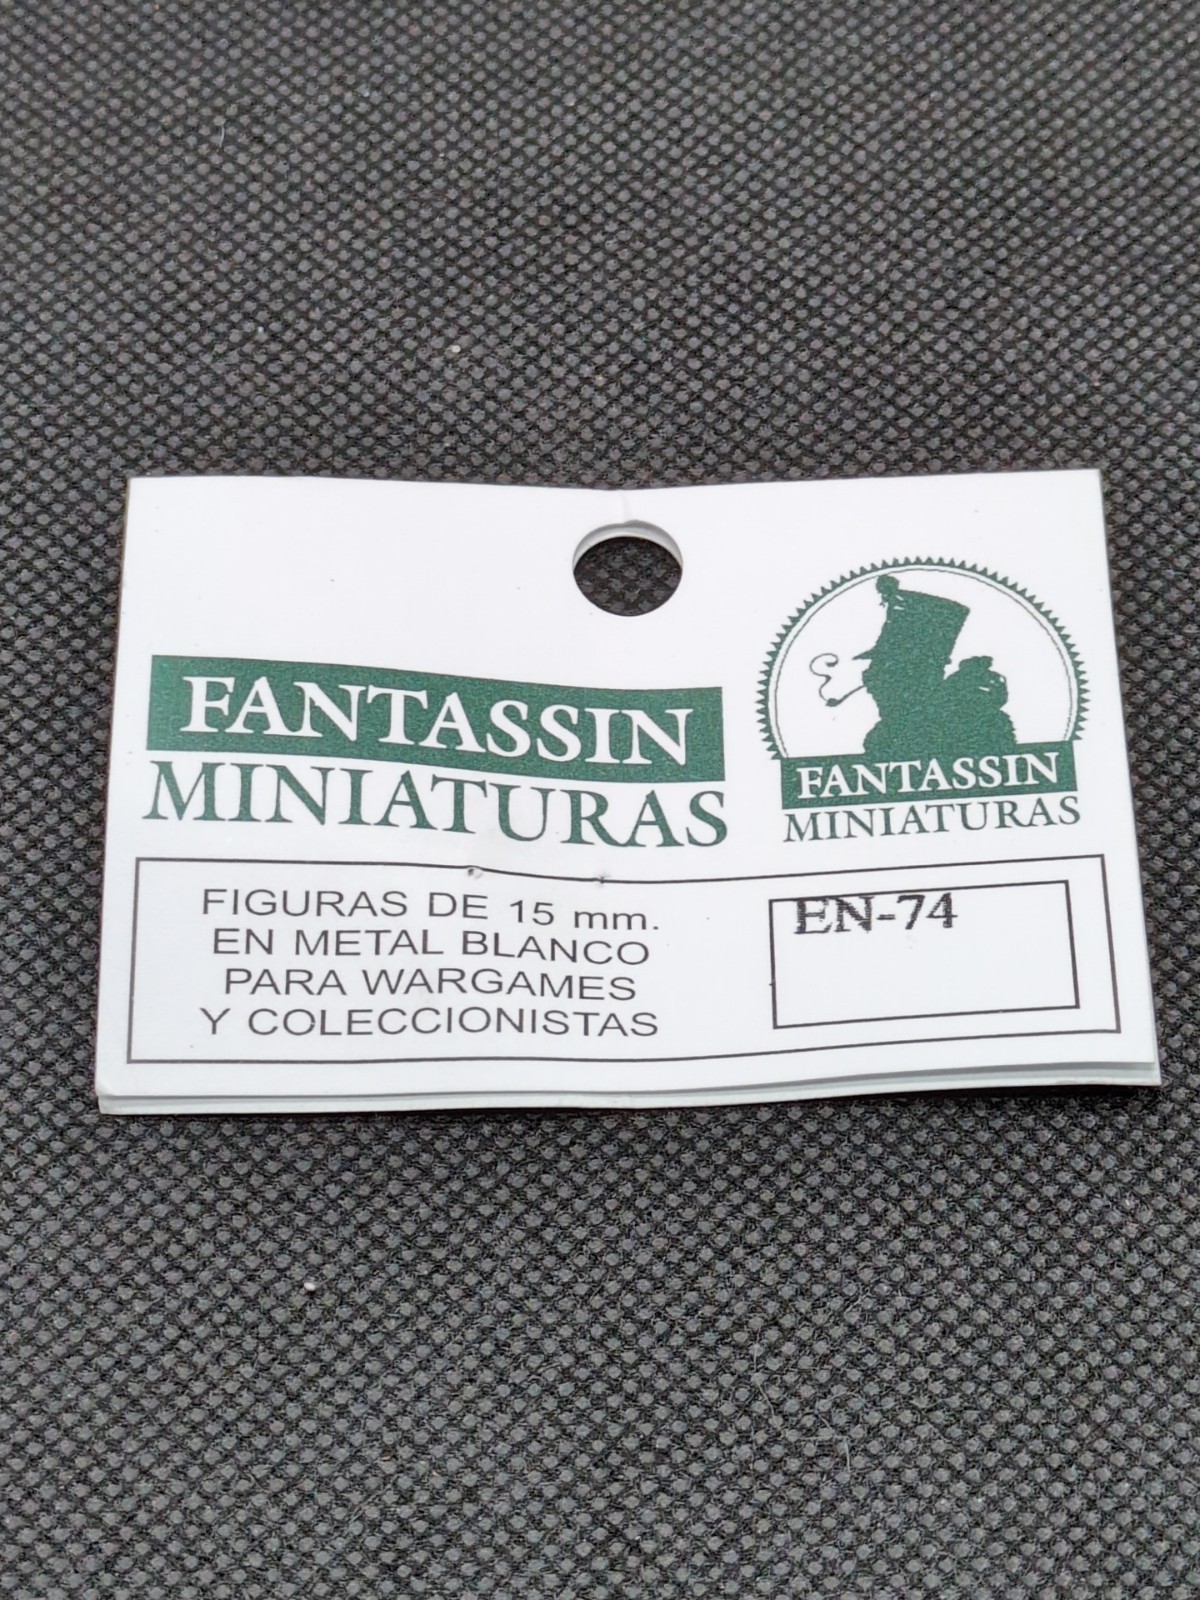 FANTASSIN
MINIATURAS
FANTASSIN
MINIATURAS
FIGURAS DE 15 mm.
EN METAL BLANCO
PARA WARGAMES
Y COLECCIONISTAS
EN-74